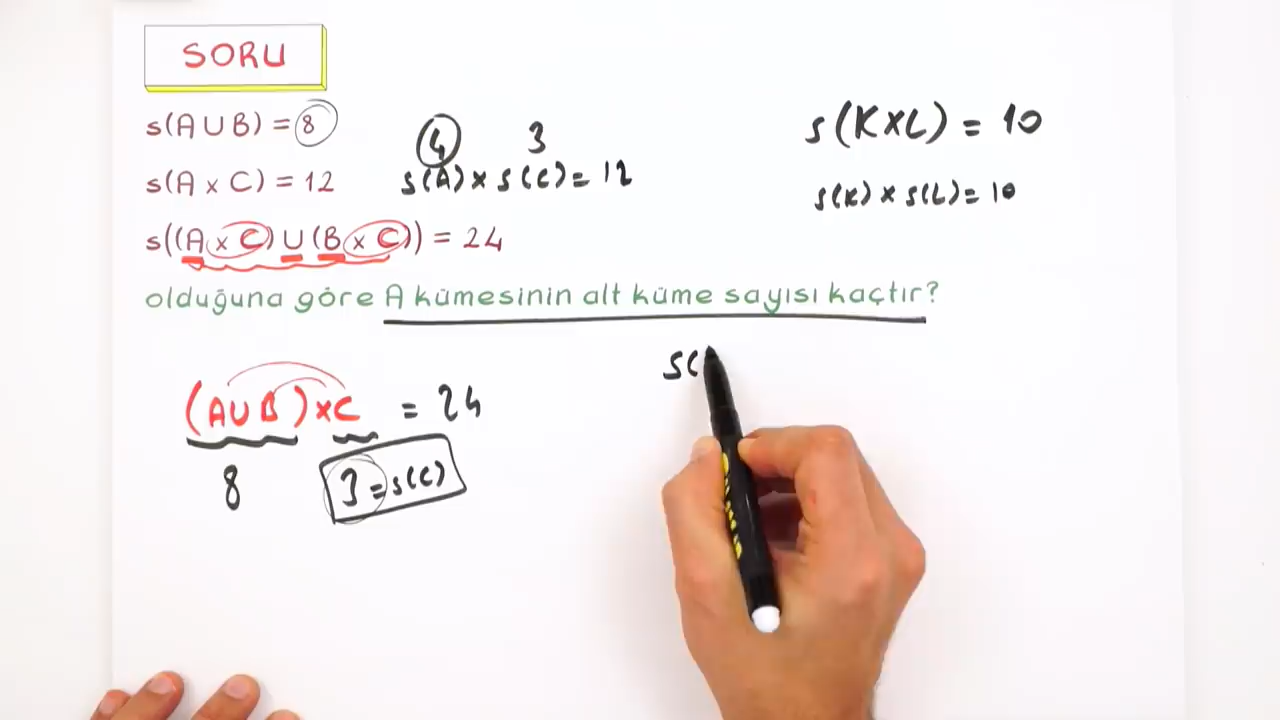 SORU
s(A∪B) = 8
s(A × C) = 12
s((A × C) ∪ (B × C)) = 24
olduğuna göre A kümesinin alt küme sayısı kaçtır?
4 3
s(A) × s(C) = 12
s(K×L) = 10
s(K) × s(L) = 10
(A∪B)×C = 24
8 3 = s(C)
s(